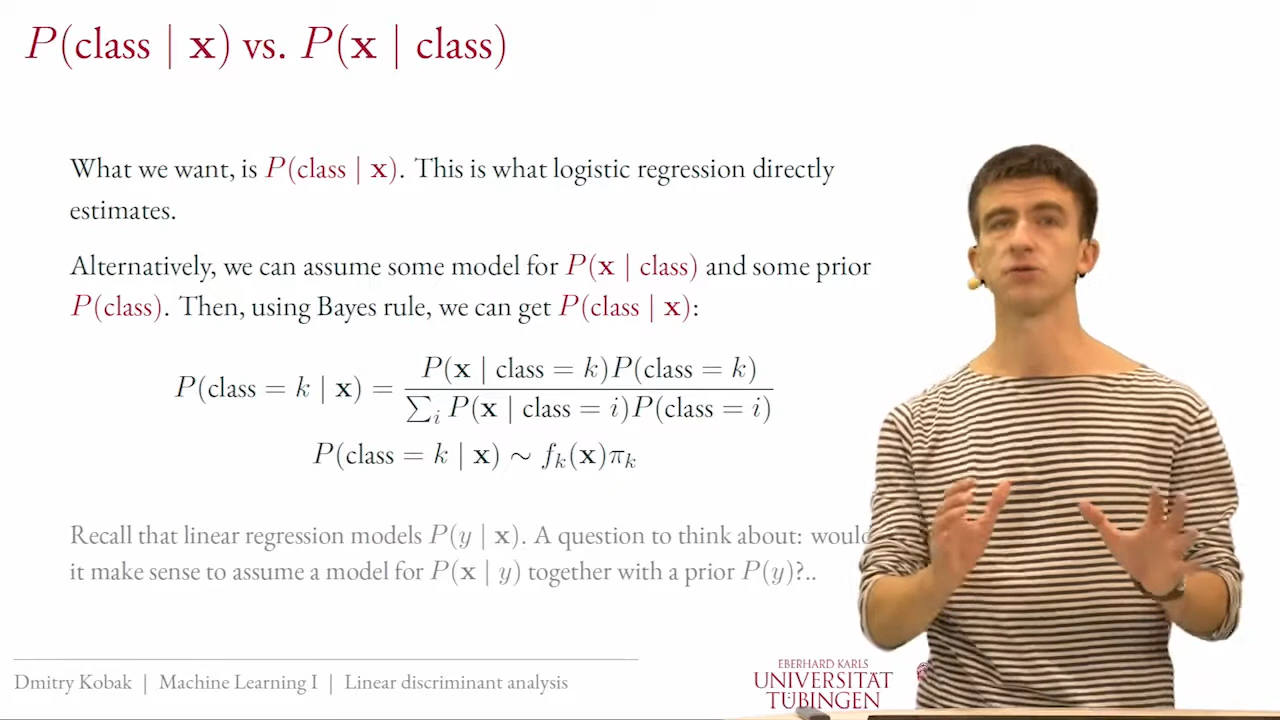 P(class | x) vs. P(x | class)
What we want, is P(class | x). This is what logistic regression directly
estimates.
Alternatively, we can assume some model for P(x | class) and some prior
P(class). Then, using Bayes rule, we can get P(class | x):
P(class = k | x) = P(x | class = k)P(class = k) / ∑ᵢ P(x | class = i)P(class = i)
P(class = k | x) ∼ fₖ(x)πₖ
Recall that linear regression models P(y | x). A question to think about: would
it make sense to assume a model for P(x | y) together with a prior P(y)?..
Dmitry Kobak | Machine Learning I | Linear discriminant analysis
EBERHARD KARLS
UNIVERSITÄT
TÜBINGEN